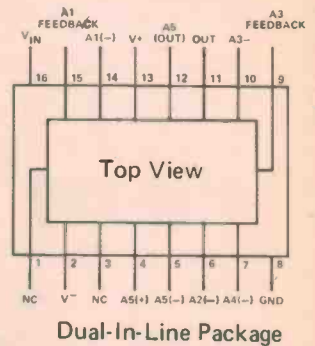 A1
FEEDBACK
A3
FEEDBACK
VIN A1(-) V+ A5
(OUT) OUT A3-
16 15 14 13 12 11 10 9
Top View
1 2 3 4 5 6 7 8
NC V- NC A5(+) A5(-) A2(-) A4(-) GND
Dual-In-Line Package